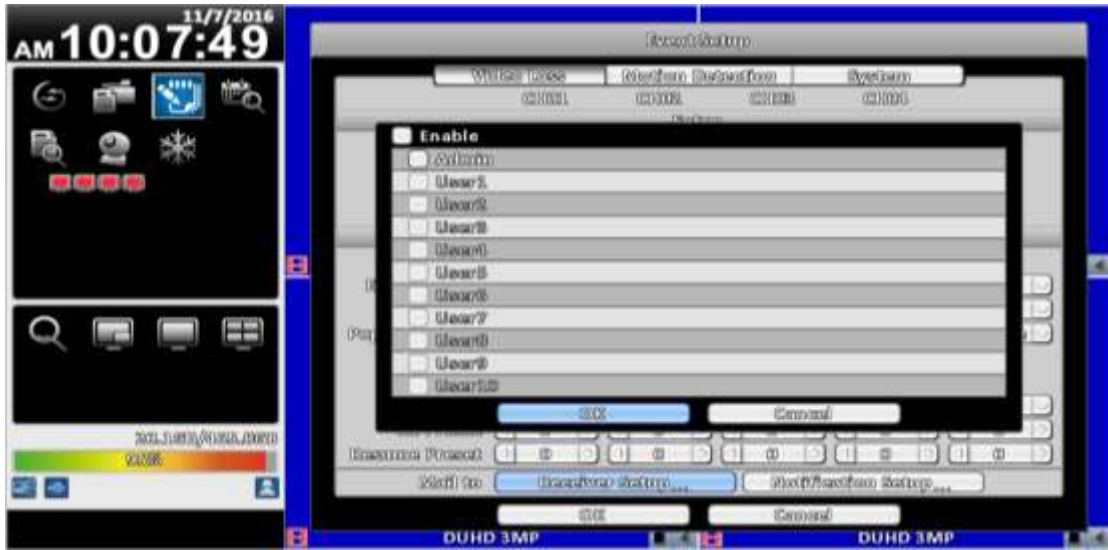 11/7/2016
AM 10:07:49
Event Setup
Video Loss Motion Detection System
CH01 CH02 CH03 CH04
Setup
Enable
Admin
User1
User2
User3
User4
User5
User6
User7
User8
User9
User10
OK Cancel
Resume Preset 0 0 0 0 0
Mail to Receiver Setup... Notification Setup...
OK Cancel
DUHD 3MP DUHD 3MP